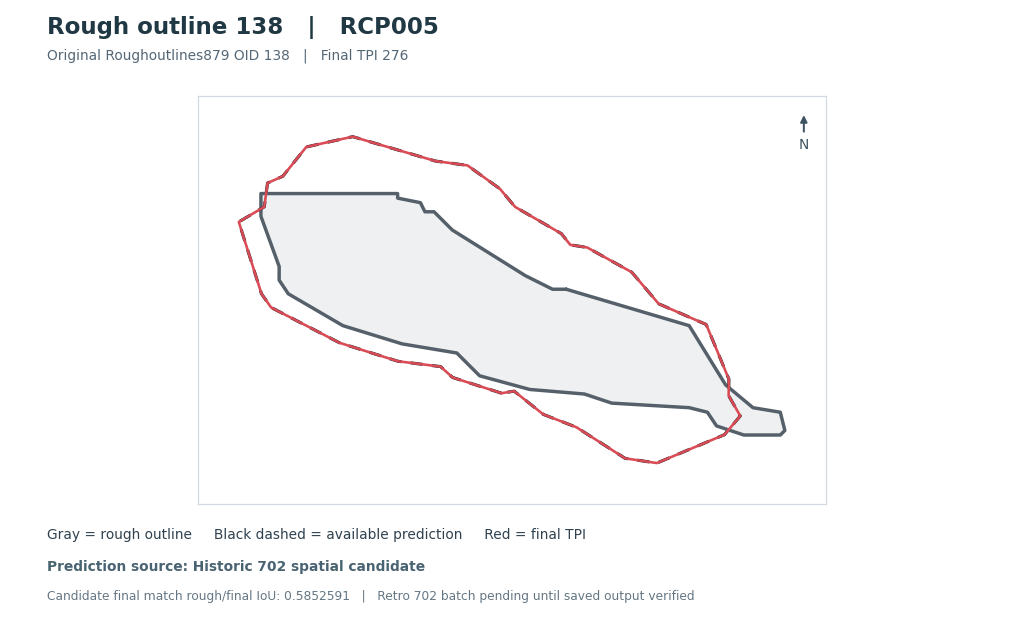 Rough outline 138 | RCP005
Original Roughoutlines879 OID 138 | Final TPI 276
N
Gray = rough outline Black dashed = available prediction Red = final TPI
Prediction source: Historic 702 spatial candidate
Candidate final match rough/final IoU: 0.5852591 | Retro 702 batch pending until saved output verified